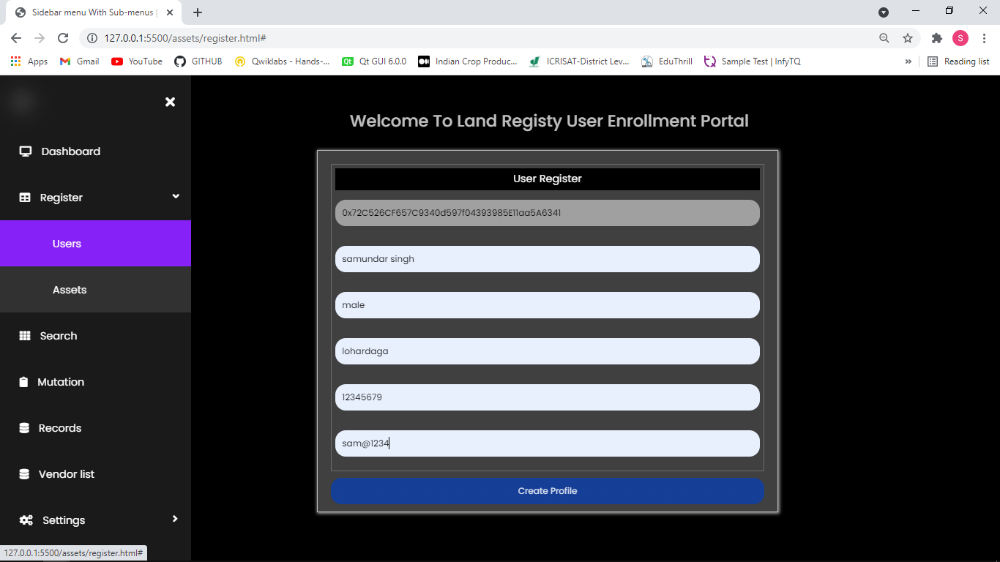 Sidebar menu With Sub-menus |
127.0.0.1:5500/assets/register.html#
S
Apps
Gmail
YouTube
GITHUB
Qwiklabs - Hands-...
Qt
Qt GUI 6.0.0
Indian Crop Produc...
ICRISAT-District Lev...
EduThrill
Sample Test | InfyTQ
»
Reading list
Dashboard
Register
Users
Assets
Search
Mutation
Records
Vendor list
Settings
Welcome To Land Registy User Enrollment Portal
User Register
0x72C526CF657C9340d597f04393985E11aa5A6341
samundar singh
male
lohardaga
12345679
sam@1234
Create Profile
127.0.0.1:5500/assets/register.html#